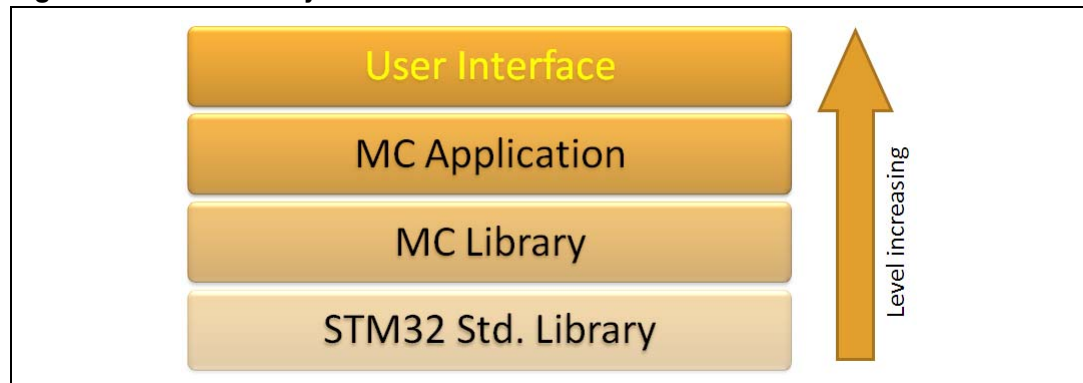 User Interface
MC Application
MC Library
STM32 Std. Library
Level increasing